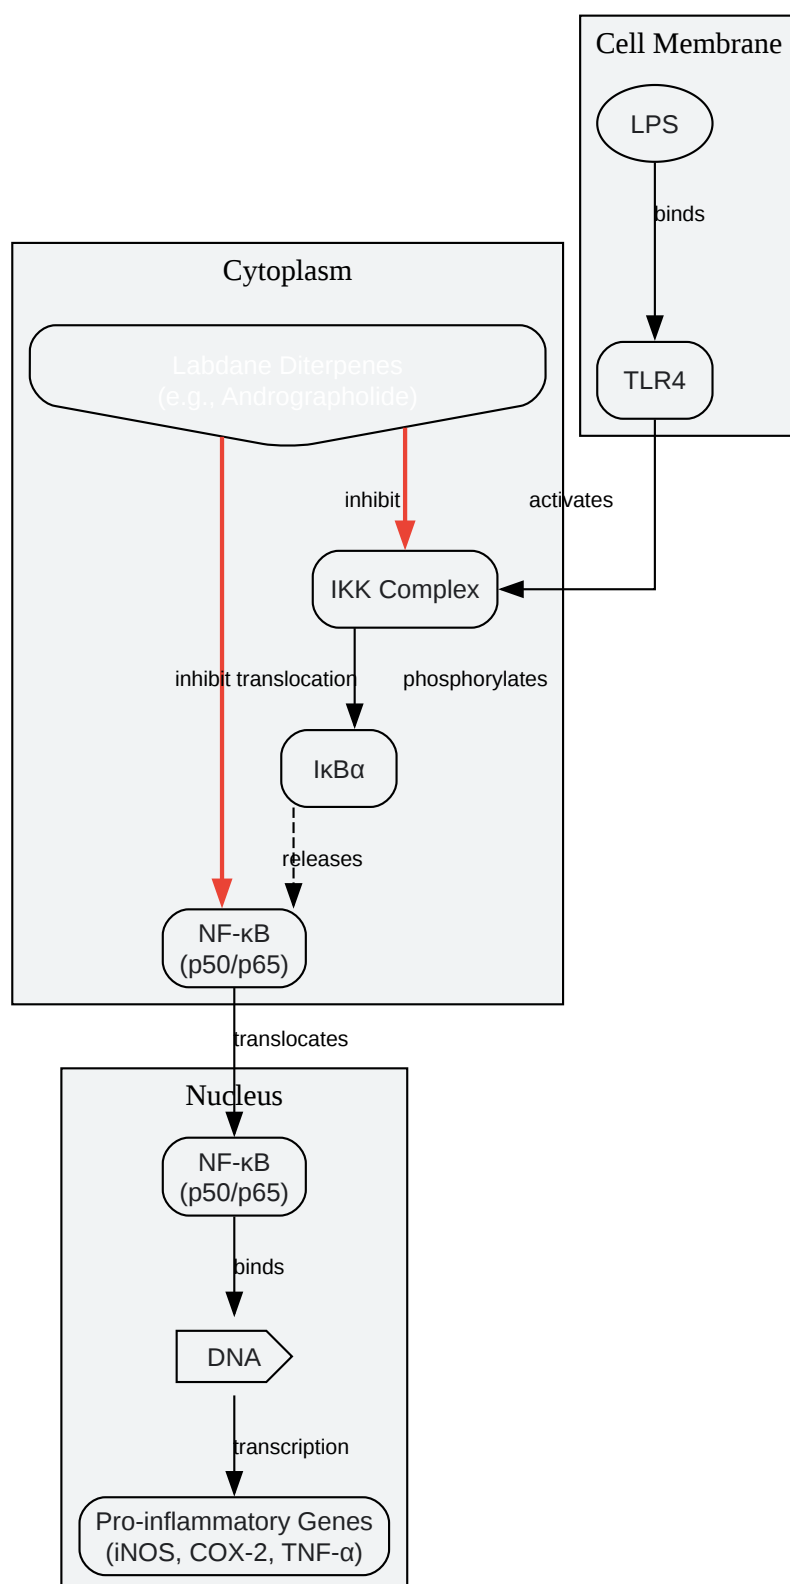 Cell Membrane
LPS
binds
TLR4
Cytoplasm
Labdane Diterpenes
(e.g., Andrographolide)
inhibit
activates
IKK Complex
inhibit translocation
phosphorylates
IκBα
releases
NF-κB
(p50/p65)
translocates
Nucleus
NF-κB
(p50/p65)
binds
DNA
transcription
Pro-inflammatory Genes
(iNOS, COX-2, TNF-α)